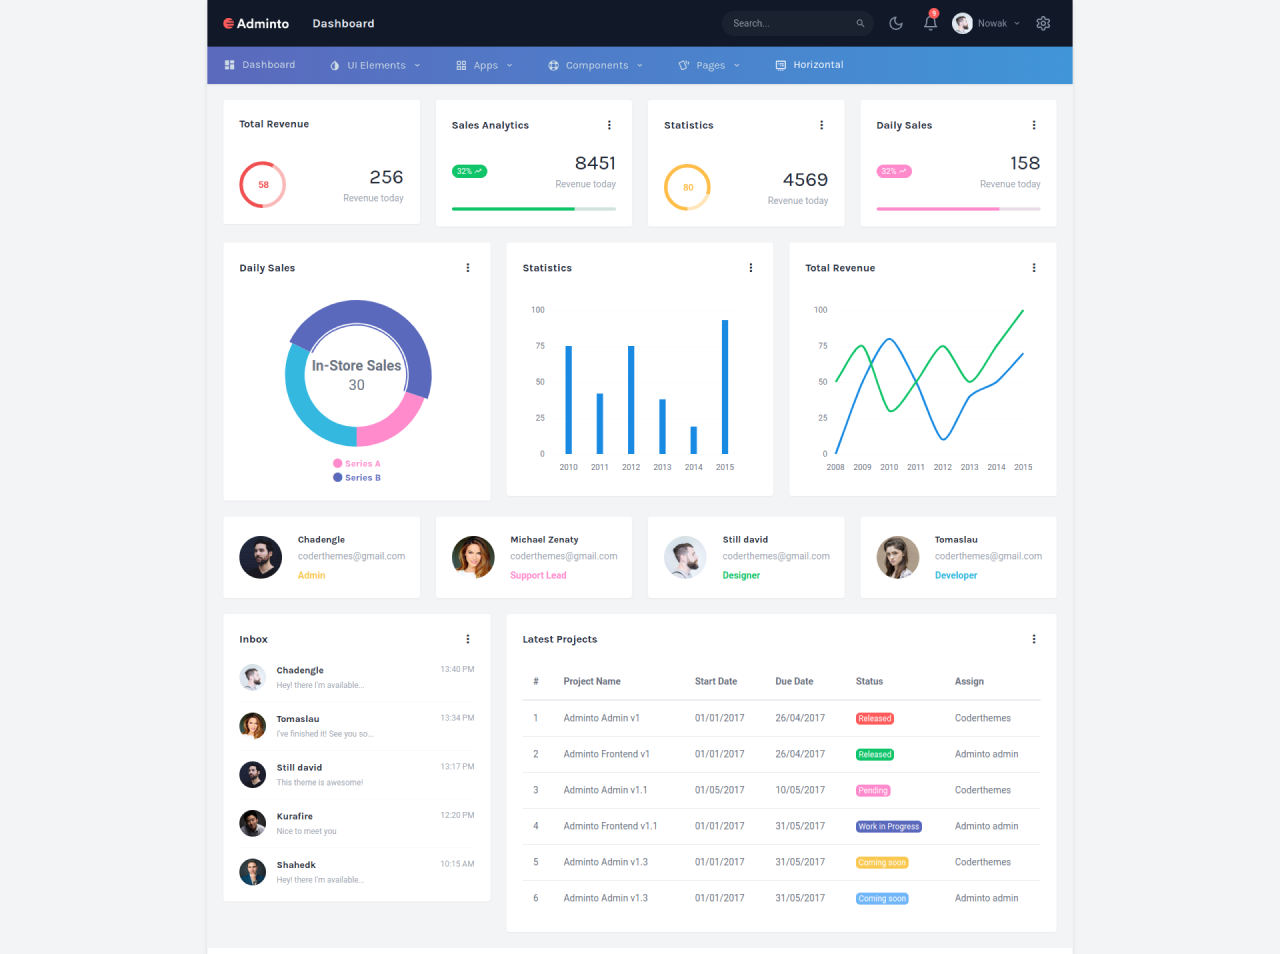 Adminto
Dashboard
Search...
9
Nowak
Dashboard
UI Elements
Apps
Components
Pages
Horizontal
Total Revenue
58
256
Revenue today
Sales Analytics
32%
8451
Revenue today
Statistics
80
4569
Revenue today
Daily Sales
32%
158
Revenue today
Daily Sales
In-Store Sales
30
Series A
Series B
Statistics
100
75
50
25
0
2010 2011 2012 2013 2014 2015
Total Revenue
100
75
50
25
0
2008 2009 2010 2011 2012 2013 2014 2015
Chadengle
coderthemes@gmail.com
Admin
Michael Zenaty
coderthemes@gmail.com
Support Lead
Still david
coderthemes@gmail.com
Designer
Tomaslau
coderthemes@gmail.com
Developer
Inbox
Chadengle 13:40 PM
Hey! there I'm available...
Tomaslau 13:34 PM
I've finished it! See you so...
Still david 13:17 PM
This theme is awesome!
Kurafire 12:20 PM
Nice to meet you
Shahedk 10:15 AM
Hey! there I'm available...
Latest Projects
# Project Name Start Date Due Date Status Assign
1 Adminto Admin v1 01/01/2017 26/04/2017 Released Coderthemes
2 Adminto Frontend v1 01/01/2017 26/04/2017 Released Adminto admin
3 Adminto Admin v1.1 01/05/2017 10/05/2017 Pending Coderthemes
4 Adminto Frontend v1.1 01/01/2017 31/05/2017 Work in Progress Adminto admin
5 Adminto Admin v1.3 01/01/2017 31/05/2017 Coming soon Coderthemes
6 Adminto Admin v1.3 01/01/2017 31/05/2017 Coming soon Adminto admin